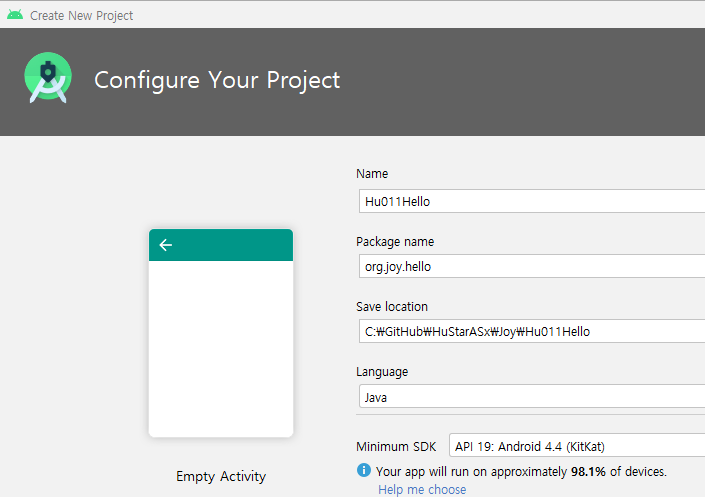 Create New Project
Configure Your Project
Name
Hu011Hello
Package name
org.joy.hello
Save location
C:₩GitHub₩HuStarASx₩Joy₩Hu011Hello
Language
Java
Minimum SDK API 19: Android 4.4 (KitKat)
Your app will run on approximately 98.1% of devices.
Help me choose
Empty Activity